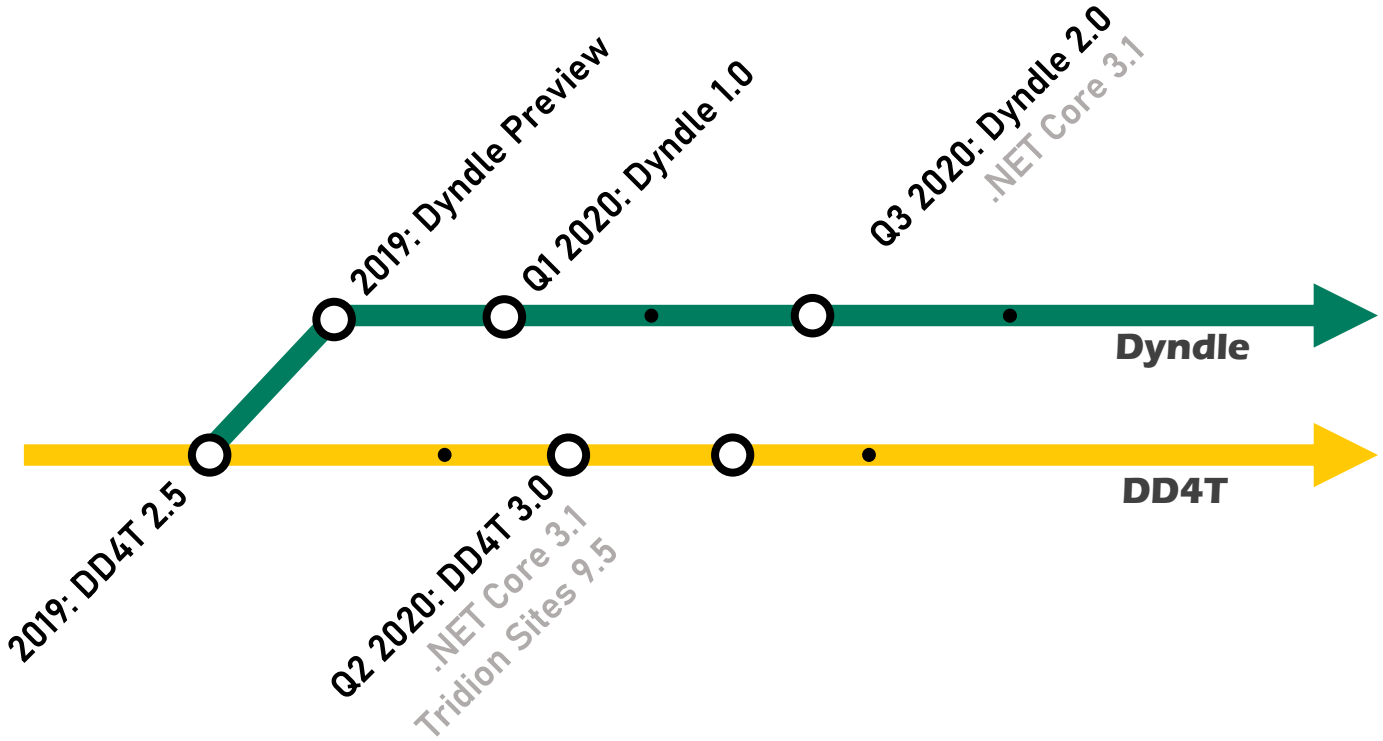 2019: Dyndle Preview
Q1 2020: Dyndle 1.0
Q3 2020: Dyndle 2.0
.NET Core 3.1
Dyndle
DD4T
2019: DD4T 2.5
Q2 2020: DD4T 3.0
.NET Core 3.1
Tridion Sites 9.5